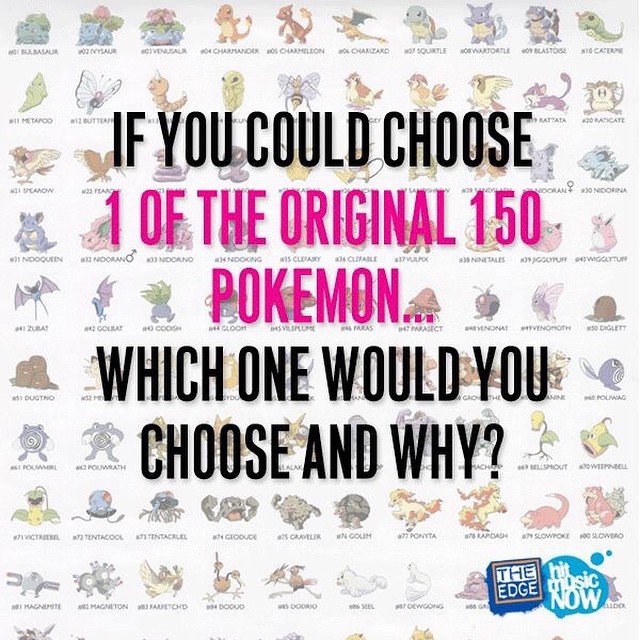 #01 BULBASAUR #02 IVYSAUR #03 VENUSAUR #04 CHARMANDER #05 CHARMELEON #06 CHARIZARD #07 SQUIRTLE #08 WARTORTLE #09 BLASTOISE #10 CATERPIE
#11 METAPOD #12 BUTTERF RATTATA #20 RATICATE
IF YOU COULD CHOOSE
#21 SPEAROW #22 FEAR NIDORAN♀ #30 NIDORINA
1 OF THE ORIGINAL 150
#31 NIDOQUEEN #32 NIDORAN♂ #33 NIDORINO #34 NIDOKING #35 CLEFAIRY #36 CLEFABLE #37 VULPIX #38 NINETALES #39 JIGGLYPUFF #40 WIGGLYTUFF
POKEMON...
#41 ZUBAT #42 GOLBAT #43 ODDISH #44 GLOOM #45 VILEPLUME #46 PARAS #47 PARASECT #48 VENONAT #49 VENOMOTH #50 DIGLETT
WHICH ONE WOULD YOU
#51 DUGTRIO #60 POLIWAG
CHOOSE AND WHY?
#61 POLIWHIRL #62 POLIWRATH #69 BELLSPROUT #70 WEEPINBELL
#71 VICTREEBEL #72 TENTACOOL #73 TENTACRUEL #74 GEODUDE #75 GRAVELER #76 GOLEM #77 PONYTA #78 RAPIDASH #79 SLOWPOKE #80 SLOWBRO
#81 MAGNEMITE #82 MAGNETON #83 FARFETCH'D #84 DODUO #85 DODRIO #86 SEEL #87 DEWGONG
THE EDGE
hit music NOW